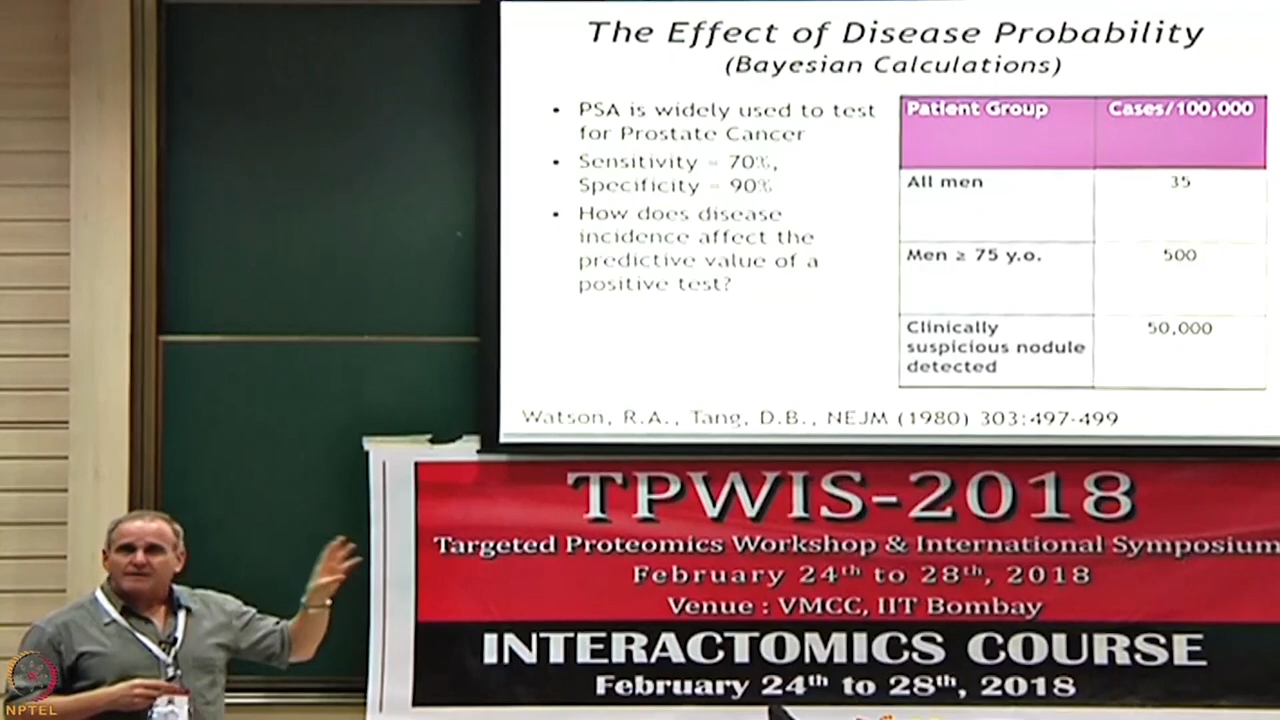 The Effect of Disease Probability
(Bayesian Calculations)
• PSA is widely used to test
for Prostate Cancer
• Sensitivity = 70%,
Specificity = 90%
• How does disease
incidence affect the
predictive value of a
positive test?
Patient Group Cases/100,000
All men 35
Men ≥ 75 y.o. 500
Clinically
suspicious nodule
detected 50,000
Watson, R.A., Tang, D.B., NEJM (1980) 303:497-499
TPWIS-2018
Targeted Proteomics Workshop & International Symposium
February 24th to 28th, 2018
Venue : VMCC, IIT Bombay
INTERACTOMICS COURSE
February 24th to 28th, 2018
NPTEL